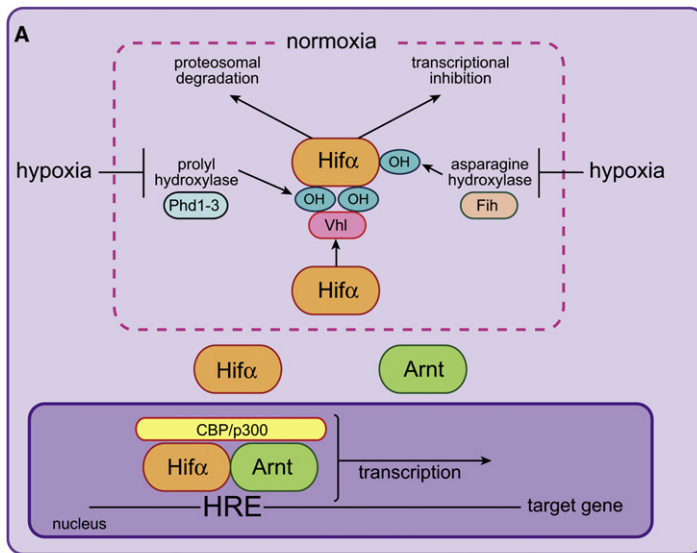 A
normoxia
proteosomal
degradation
transcriptional
inhibition
hypoxia
prolyl
hydroxylase
Phd1-3
Hifα
OH
OH
OH
Vhl
asparagine
hydroxylase
Fih
hypoxia
Hifα
Hifα
Arnt
CBP/p300
Hifα
Arnt
transcription
HRE
target gene
nucleus